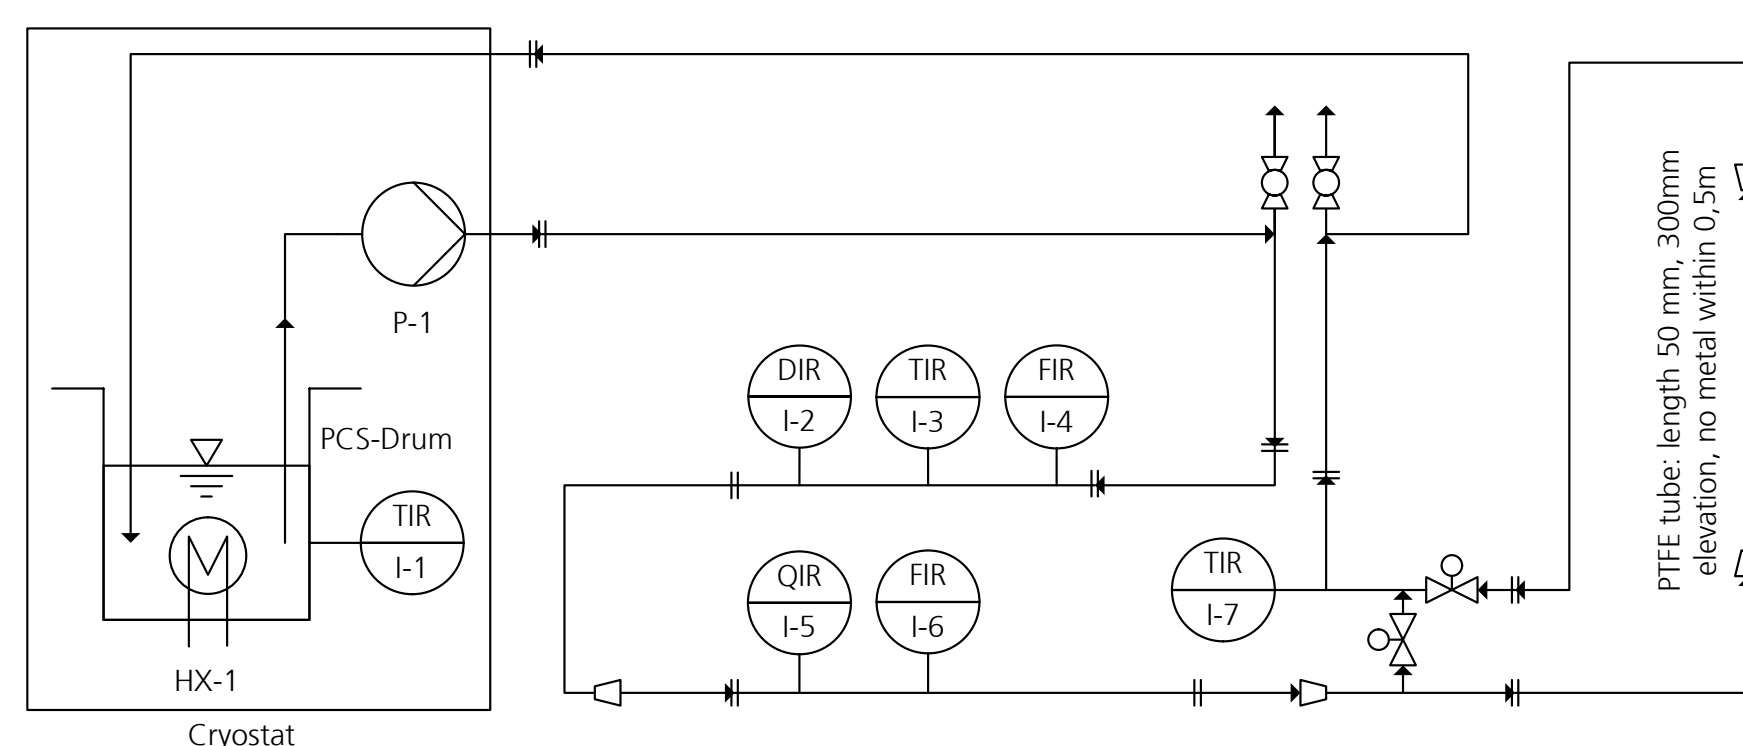 P-1
PCS-Drum
TIR
I-1
HX-1
Cryostat
DIR
I-2
TIR
I-3
FIR
I-4
QIR
I-5
FIR
I-6
TIR
I-7
PTFE tube: length 50 mm, 300mm
elevation, no metal within 0,5m